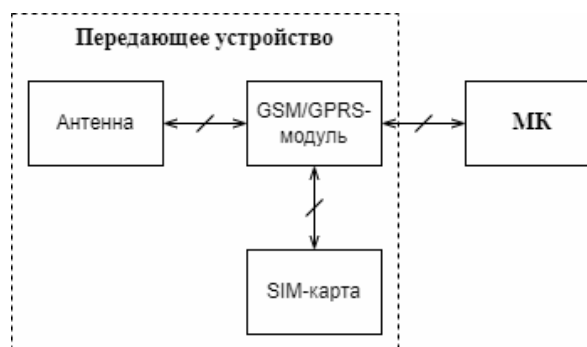 Передающее устройство
Антенна
GSM/GPRS-
модуль
МК
SIM-карта